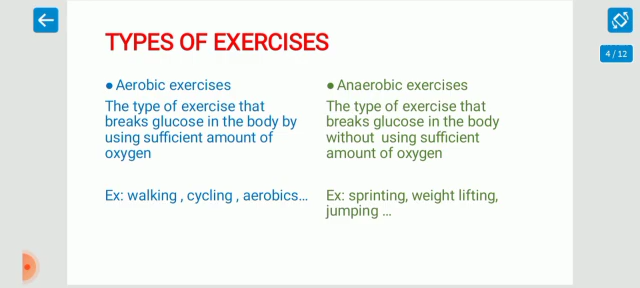 TYPES OF EXERCISES
4 / 12
● Aerobic exercises
The type of exercise that
breaks glucose in the body by
using sufficient amount of
oxygen
Ex: walking , cycling , aerobics...
● Anaerobic exercises
The type of exercise that
breaks glucose in the body
without  using sufficient
amount of oxygen
Ex: sprinting, weight lifting,
jumping ...